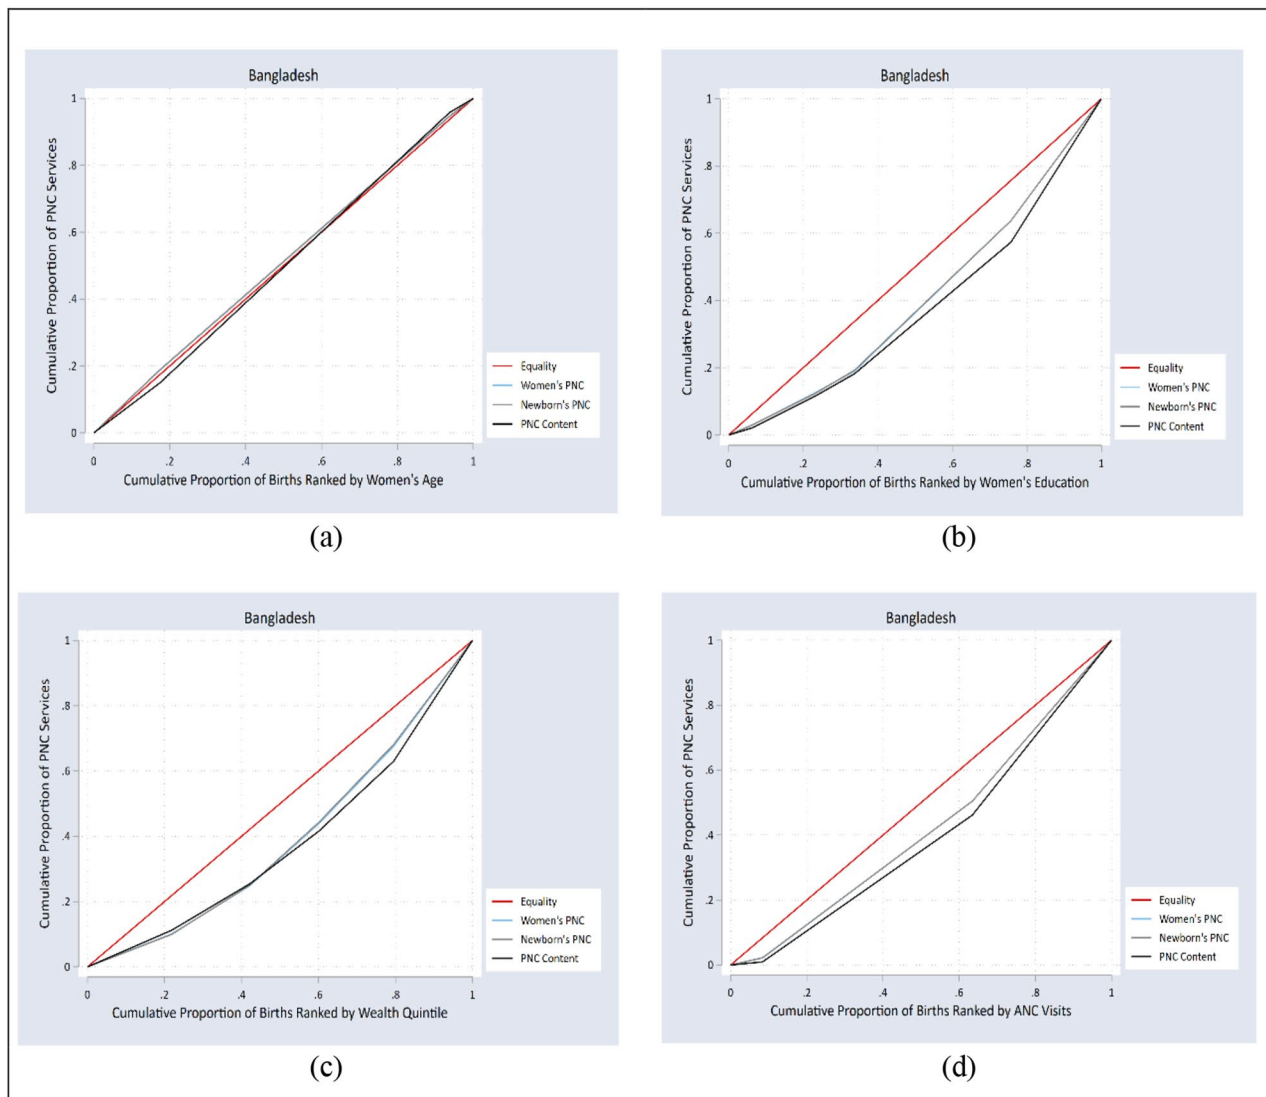 Bangladesh
Cumulative Proportion of PNC Services
1
.8
.6
.4
.2
0
0 .2 .4 .6 .8 1
Cumulative Proportion of Births Ranked by Women's Age
Equality
Women's PNC
Newborn's PNC
PNC Content
(a)
Bangladesh
Cumulative Proportion of PNC Services
1
.8
.6
.4
.2
0
0 .2 .4 .6 .8 1
Cumulative Proportion of Births Ranked by Women's Education
Equality
Women's PNC
Newborn's PNC
PNC Content
(b)
Bangladesh
Cumulative Proportion of PNC Services
1
.8
.6
.4
.2
0
0 .2 .4 .6 .8 1
Cumulative Proportion of Births Ranked by Wealth Quintile
Equality
Women's PNC
Newborn's PNC
PNC Content
(c)
Bangladesh
Cumulative Proportion of PNC Services
1
.8
.6
.4
.2
0
0 .2 .4 .6 .8 1
Cumulative Proportion of Births Ranked by ANC Visits
Equality
Women's PNC
Newborn's PNC
PNC Content
(d)